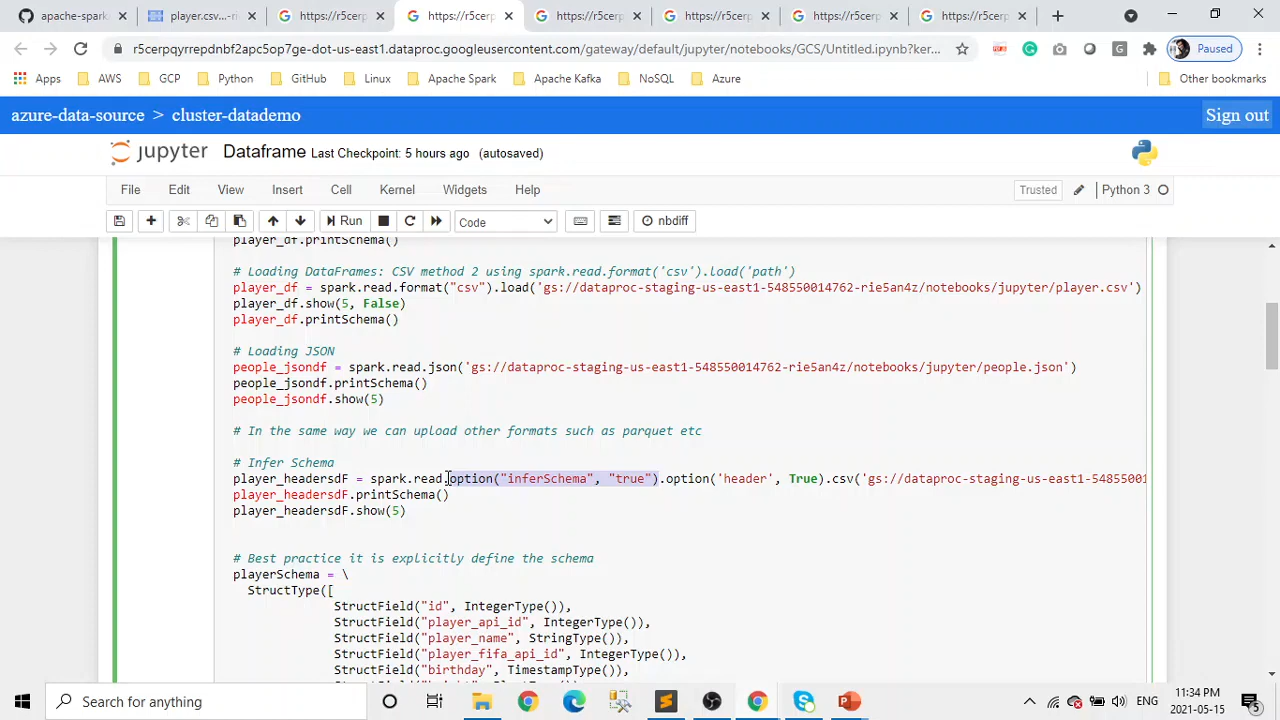 apache-spark
player.csv...-ri
https://r5cerp
https://r5cerp
https://r5cerp
https://r5cerp
https://r5cerp
https://r5cerp
r5cerpqyrrepdnbf2apc5op7ge-dot-us-east1.dataproc.googleusercontent.com/gateway/default/jupyter/notebooks/GCS/Untitled.ipynb?ker...
Paused
Apps AWS GCP Python GitHub Linux Apache Spark Apache Kafka NoSQL Azure Other bookmarks
azure-data-source > cluster-datademo Sign out
jupyter Dataframe Last Checkpoint: 5 hours ago (autosaved)
File Edit View Insert Cell Kernel Widgets Help Trusted Python 3
Run Code nbdiff
player_df.printSchema()
# Loading DataFrames: CSV method 2 using spark.read.format('csv').load('path')
player_df = spark.read.format("csv").load('gs://dataproc-staging-us-east1-548550014762-rie5an4z/notebooks/jupyter/player.csv')
player_df.show(5, False)
player_df.printSchema()
# Loading JSON
people_jsondf = spark.read.json('gs://dataproc-staging-us-east1-548550014762-rie5an4z/notebooks/jupyter/people.json')
people_jsondf.printSchema()
people_jsondf.show(5)
# In the same way we can upload other formats such as parquet etc
# Infer Schema
player_headersdF = spark.read.option("inferSchema", "true").option('header', True).csv('gs://dataproc-staging-us-east1-54855001
player_headersdF.printSchema()
player_headersdF.show(5)
# Best practice it is explicitly define the schema
playerSchema = \
StructType([
StructField("id", IntegerType()),
StructField("player_api_id", IntegerType()),
StructField("player_name", StringType()),
StructField("player_fifa_api_id", IntegerType()),
StructField("birthday", TimestampType()),
Search for anything
ENG
11:34 PM
2021-05-15
5